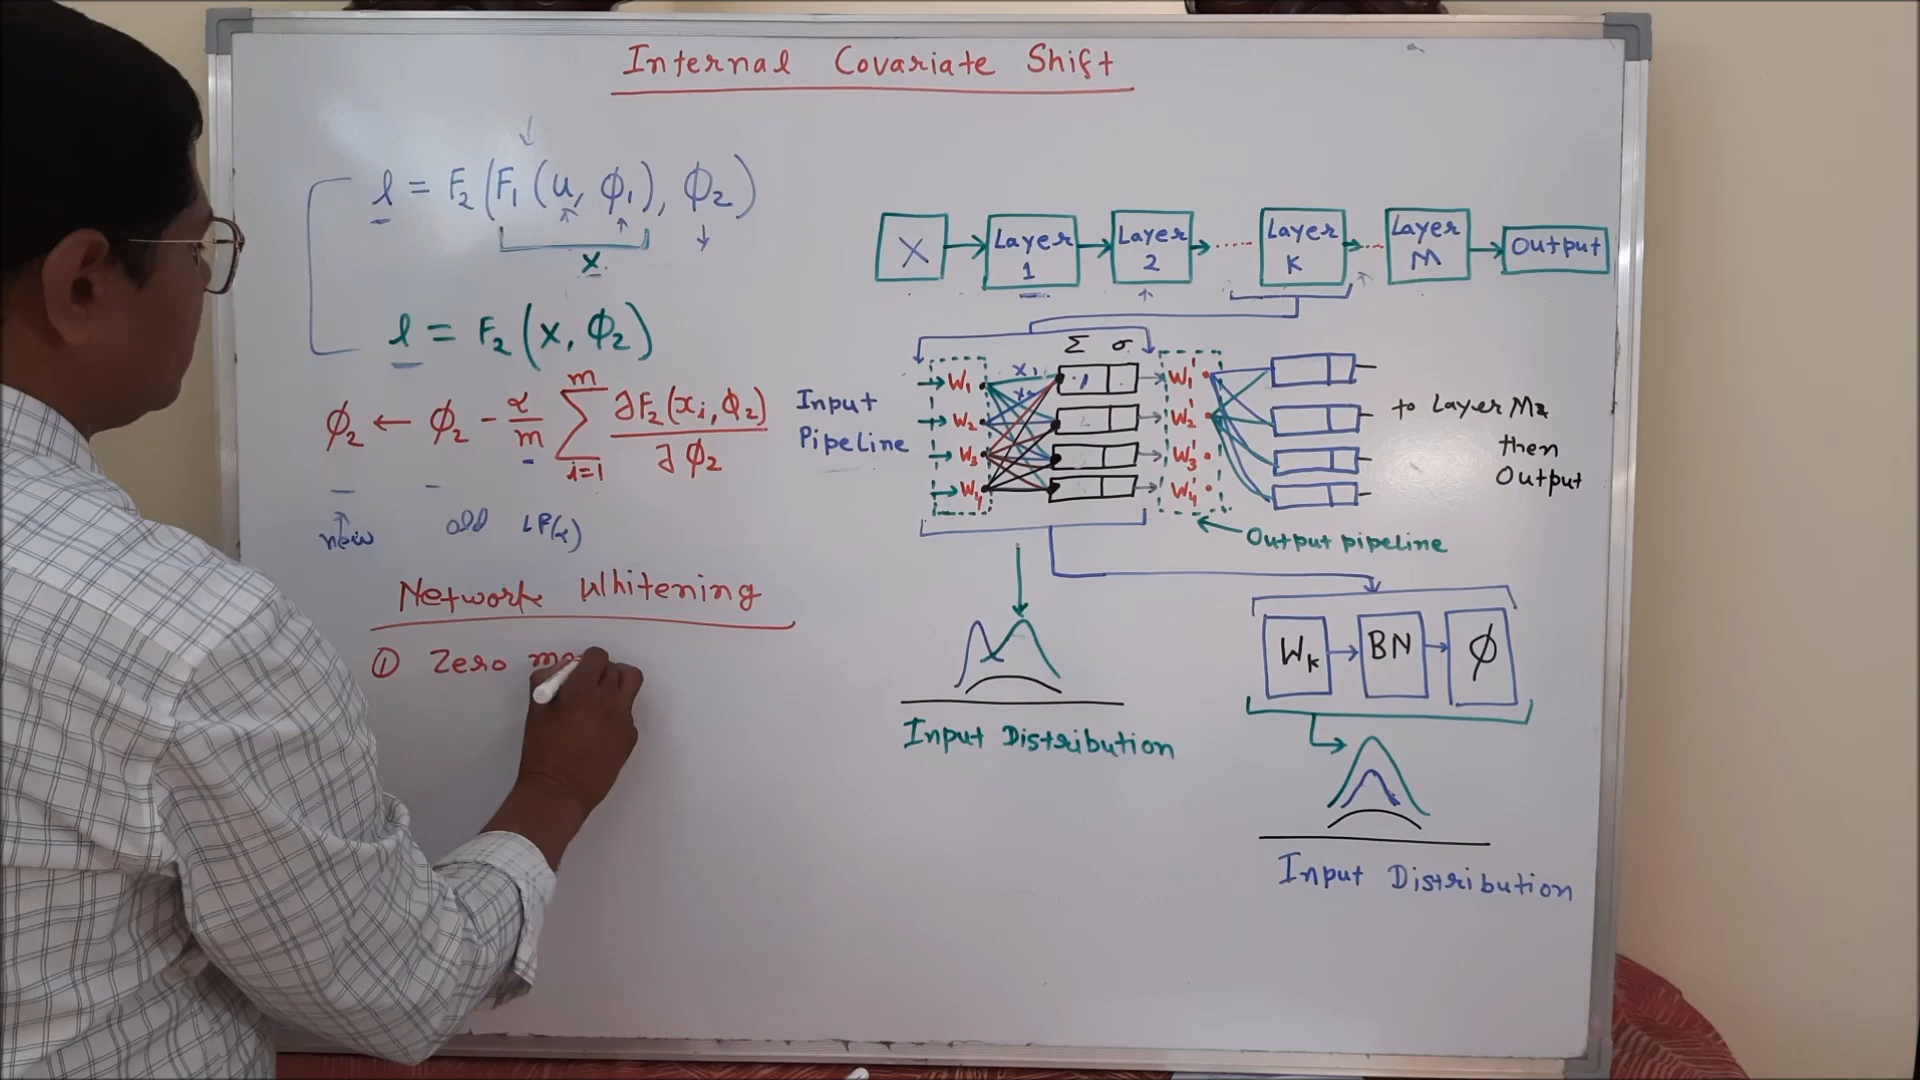 Internal Covariate Shift
l = F₂(F₁(u, ϕ₁), ϕ₂)
x
l = F₂(x, ϕ₂)
ϕ₂ ← ϕ₂ - α/m ∑ᵢ₌₁ᵐ ∂F₂(xᵢ, ϕ₂)/∂ϕ₂
new old LR(α)
Network Whitening
① Zero
X Layer 1 Layer 2 Layer K Layer M Output
Σ σ
Input Pipeline
W₁ W₂ W₃ W₄
x₁
W₁' W₂' W₃' W₄'
to Layer
then
Output
Output pipeline
Input Distribution
Wₖ BN ϕ
Input Distribution